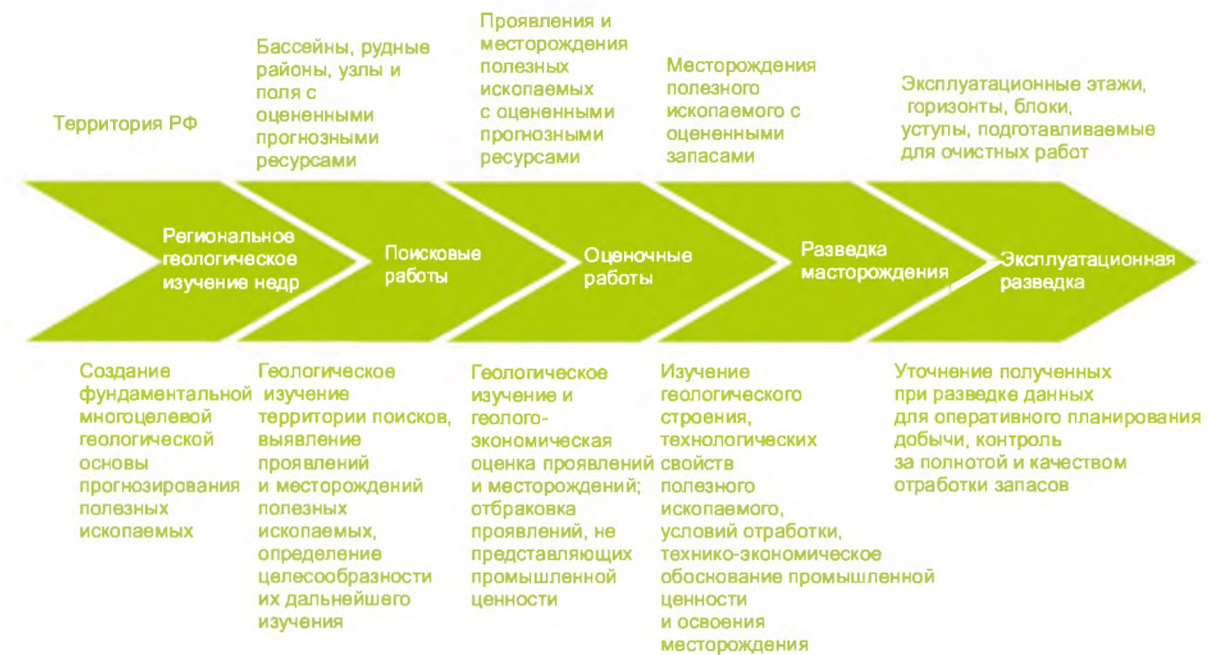 Территория РФ
Бассейны, рудные
районы, узлы и
поля с
оцененными
прогнозными
ресурсами
Проявления и
месторождения
полезных
ископаемых
с оцененными
прогнозными
ресурсами
Месторождения
полезного
ископаемого с
оцененными
запасами
Эксплуатационные этажи,
горизонты, блоки,
уступы, подготавливаемые
для очистных работ
Региональное
геологическое
изучение недр
Поисковые
работы
Оценочные
работы
Разведка
масторождения
Эксплуатационная
разведка
Создание
фундаментальной
многоцелевой
геологической
основы
прогнозирования
полезных
ископаемых
Геологическое
изучение
территории поисков,
выявление
проявлений
и месторождений
полезных
ископаемых,
определение
целесообразности
их дальнейшего
изучения
Геологическое
изучение и
геолого-
экономическая
оценка проявлений
и месторождений;
отбраковка
проявлений, не
представляющих
промышленной
ценности
Изучение
геологического
строения,
технологических
свойств
полезного
ископаемого,
условий отработки,
технико-экономическое
обоснование промышленной
ценности
и освоения
месторождения
Уточнение полученных
при разведке данных
для оперативного планирования
добычи, контроль
за полнотой и качеством
отработки запасов